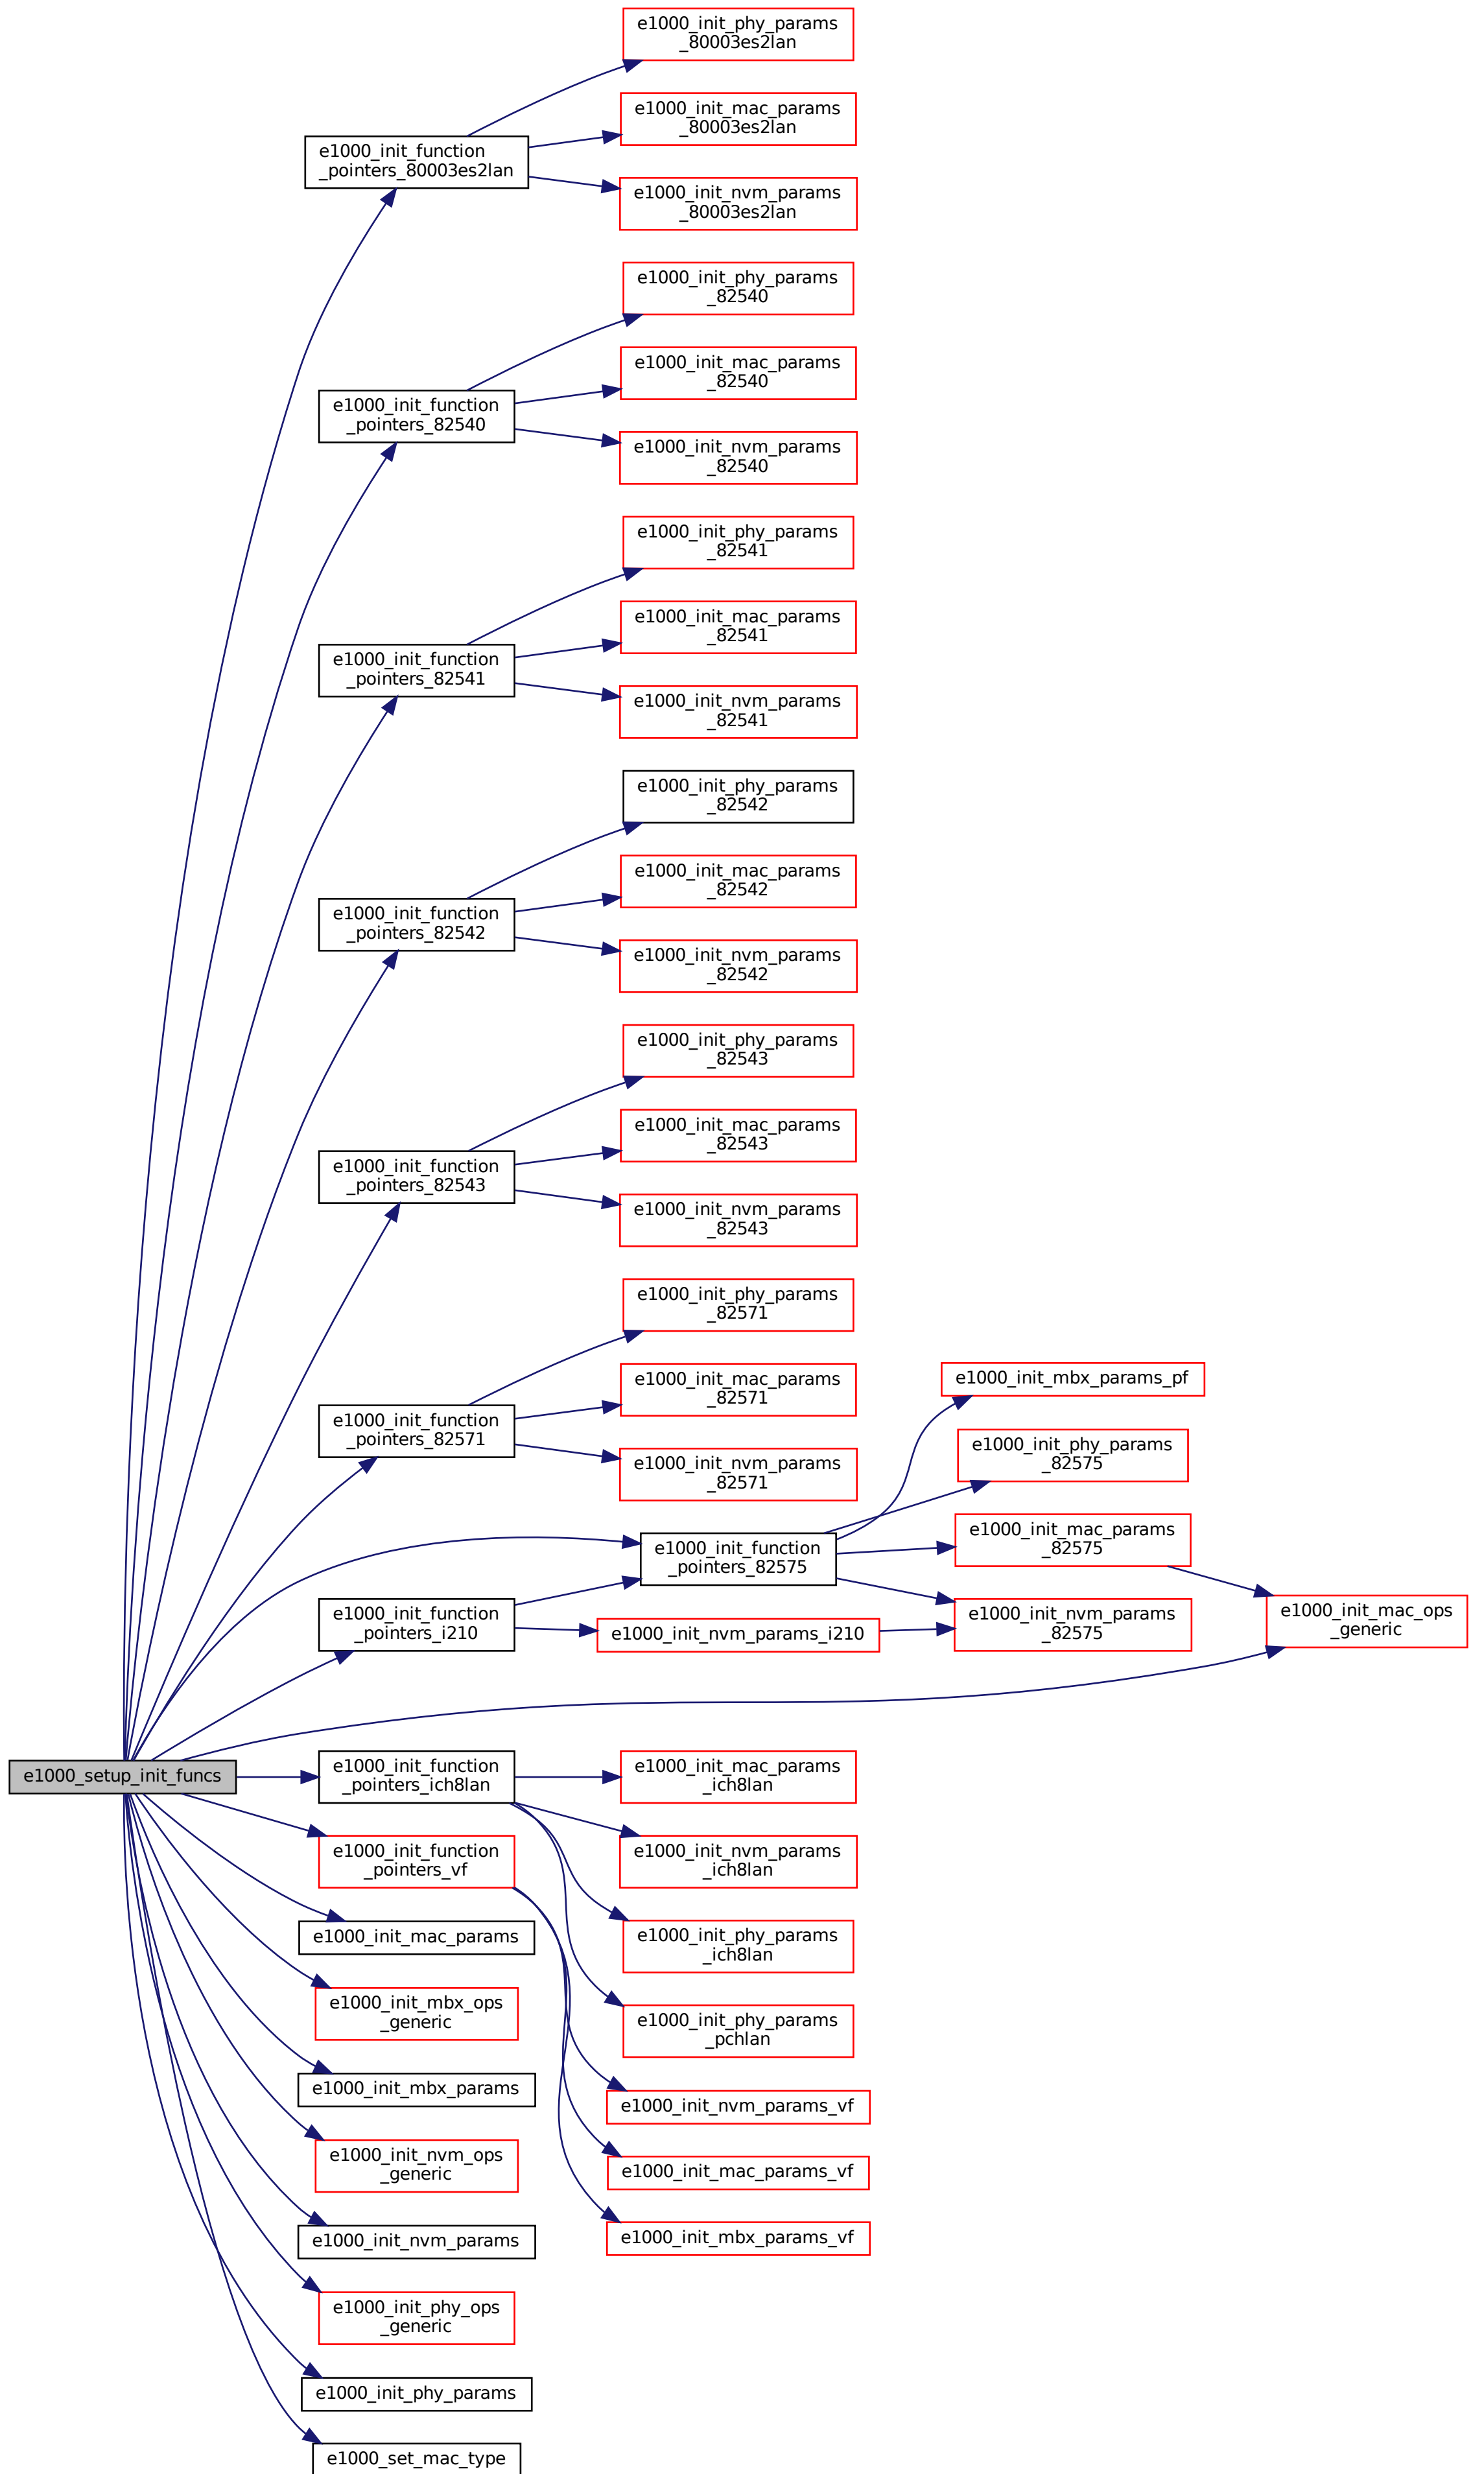 e1000_init_phy_params
_80003es2lan
e1000_init_mac_params
_80003es2lan
e1000_init_function
_pointers_80003es2lan
e1000_init_nvm_params
_80003es2lan
e1000_init_phy_params
_82540
e1000_init_mac_params
_82540
e1000_init_function
_pointers_82540
e1000_init_nvm_params
_82540
e1000_init_phy_params
_82541
e1000_init_mac_params
_82541
e1000_init_function
_pointers_82541
e1000_init_nvm_params
_82541
e1000_init_phy_params
_82542
e1000_init_mac_params
_82542
e1000_init_function
_pointers_82542
e1000_init_nvm_params
_82542
e1000_init_phy_params
_82543
e1000_init_mac_params
_82543
e1000_init_function
_pointers_82543
e1000_init_nvm_params
_82543
e1000_init_phy_params
_82571
e1000_init_mac_params
_82571
e1000_init_function
_pointers_82571
e1000_init_nvm_params
_82571
e1000_init_mbx_params_pf
e1000_init_phy_params
_82575
e1000_init_mac_params
_82575
e1000_init_function
_pointers_82575
e1000_init_nvm_params
_82575
e1000_init_function
_pointers_i210
e1000_init_nvm_params_i210
e1000_init_mac_ops
_generic
e1000_setup_init_funcs
e1000_init_function
_pointers_ich8lan
e1000_init_mac_params
_ich8lan
e1000_init_function
_pointers_vf
e1000_init_nvm_params
_ich8lan
e1000_init_mac_params
e1000_init_phy_params
_ich8lan
e1000_init_mbx_ops
_generic
e1000_init_phy_params
_pchlan
e1000_init_mbx_params
e1000_init_nvm_params_vf
e1000_init_nvm_ops
_generic
e1000_init_mac_params_vf
e1000_init_nvm_params
e1000_init_mbx_params_vf
e1000_init_phy_ops
_generic
e1000_init_phy_params
e1000_set_mac_type